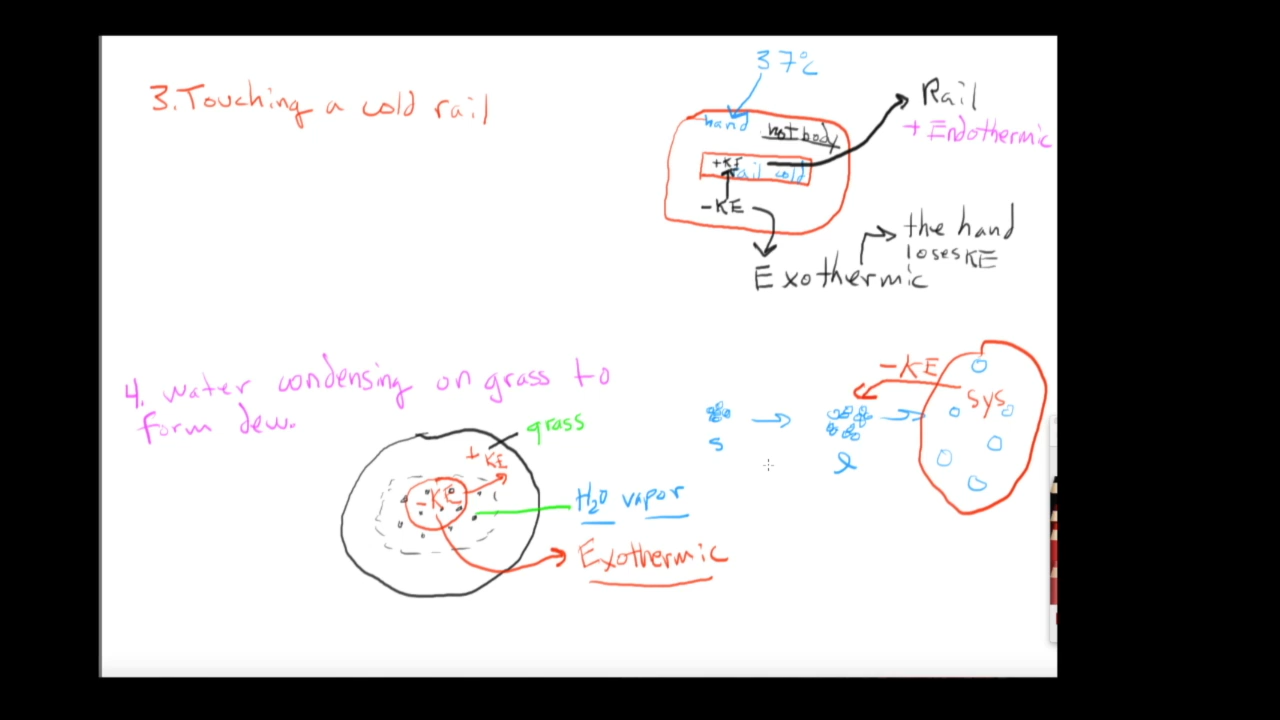 37°C
3. Touching a cold rail
Rail
+ Endothermic
hand not body
+KE
rail cold
-KE
the hand
loses KE
Exothermic
4. water condensing on grass to
form dew.
grass
+ KE
-KE
H₂O vapor
Exothermic
-KE
sys
s
l